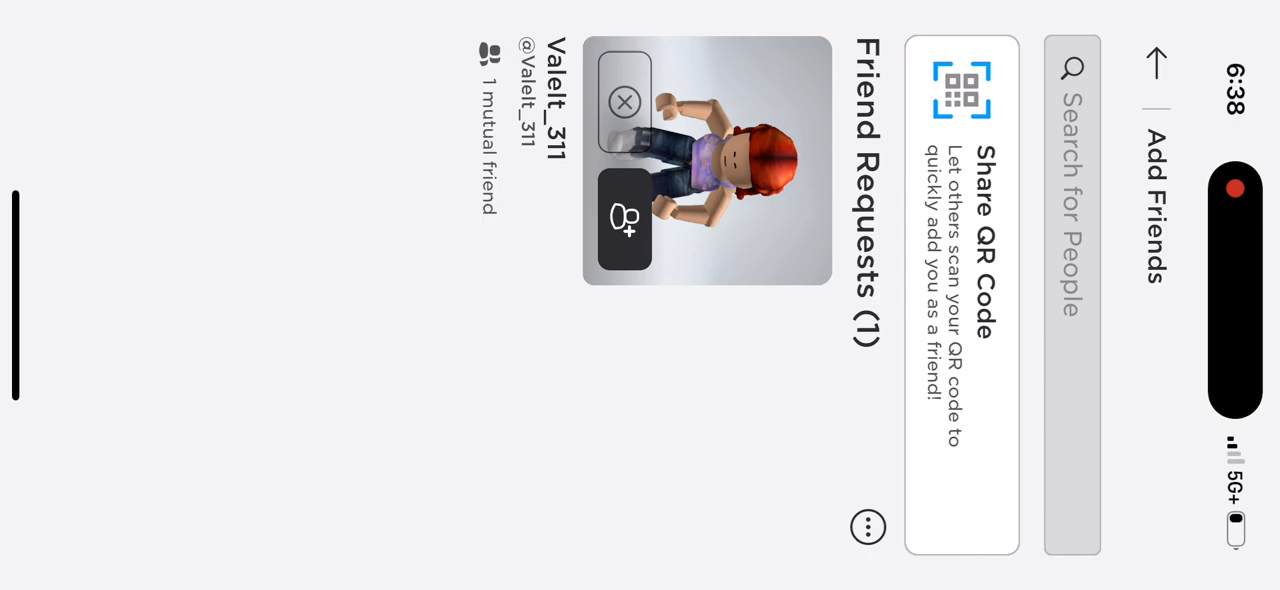 6:38
5G+
Add Friends
Search for People
Share QR Code
Let others scan your QR code to
quickly add you as a friend!
Friend Requests (1)
Valelt_311
@Valelt_311
1 mutual friend